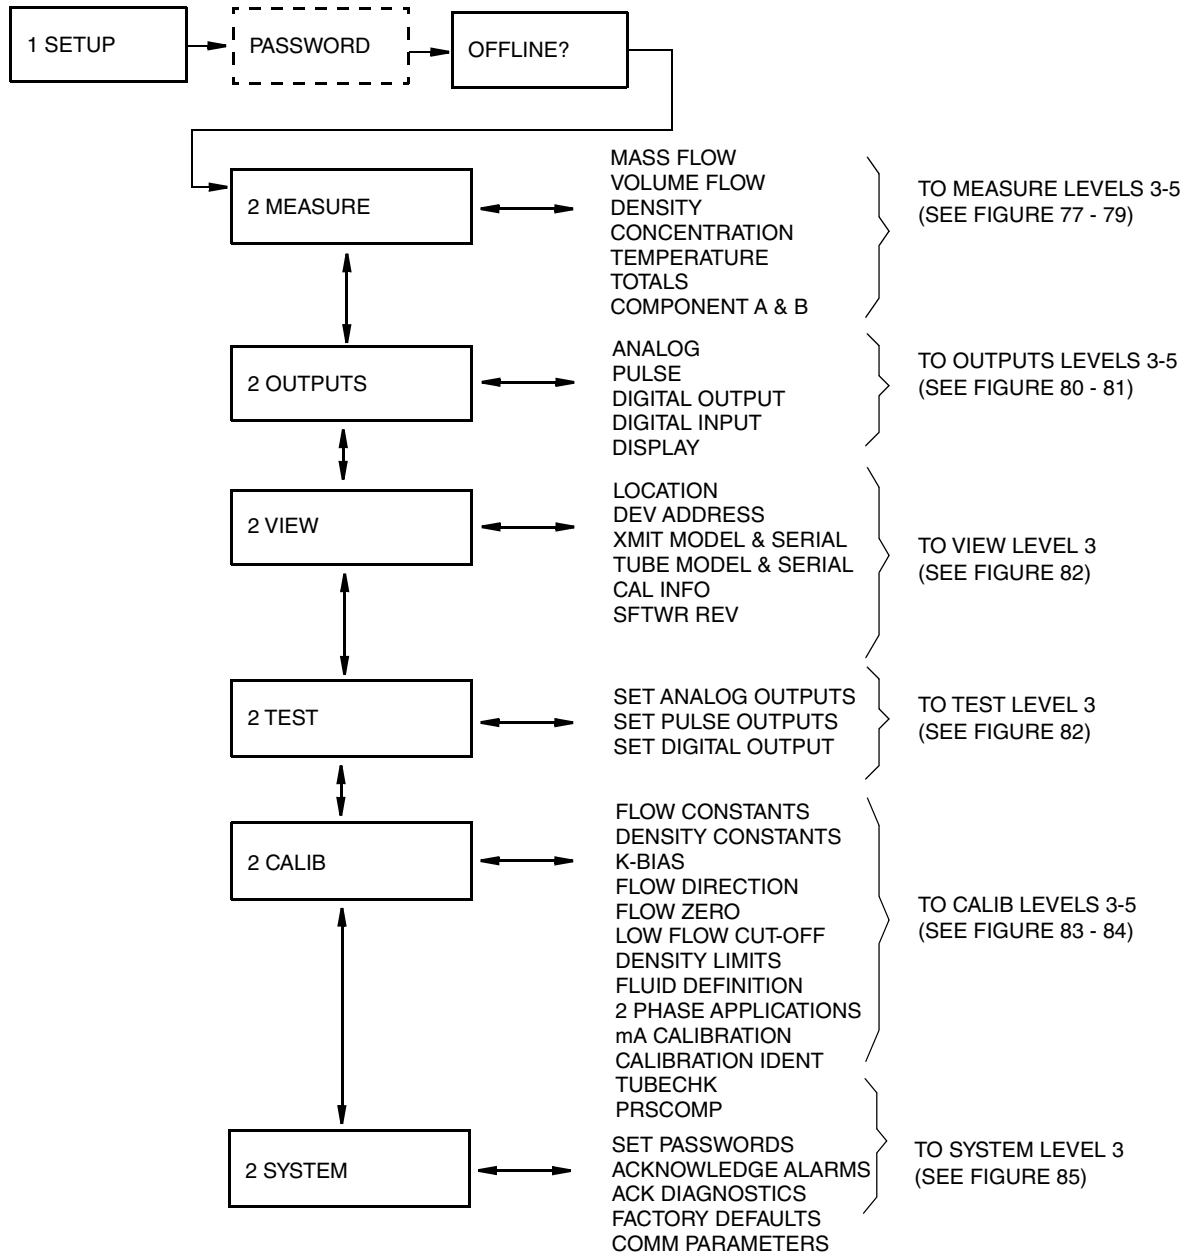 1 SETUP
PASSWORD
OFFLINE?
2 MEASURE
MASS FLOW
VOLUME FLOW
DENSITY
CONCENTRATION
TEMPERATURE
TOTALS
COMPONENT A & B
TO MEASURE LEVELS 3-5
(SEE FIGURE 77 - 79)
2 OUTPUTS
ANALOG
PULSE
DIGITAL OUTPUT
DIGITAL INPUT
DISPLAY
TO OUTPUTS LEVELS 3-5
(SEE FIGURE 80 - 81)
2 VIEW
LOCATION
DEV ADDRESS
XMIT MODEL & SERIAL
TUBE MODEL & SERIAL
CAL INFO
SFTWR REV
TO VIEW LEVEL 3
(SEE FIGURE 82)
2 TEST
SET ANALOG OUTPUTS
SET PULSE OUTPUTS
SET DIGITAL OUTPUT
TO TEST LEVEL 3
(SEE FIGURE 82)
2 CALIB
FLOW CONSTANTS
DENSITY CONSTANTS
K-BIAS
FLOW DIRECTION
FLOW ZERO
LOW FLOW CUT-OFF
DENSITY LIMITS
FLUID DEFINITION
2 PHASE APPLICATIONS
mA CALIBRATION
CALIBRATION IDENT
TUBECHK
PRSCOMP
TO CALIB LEVELS 3-5
(SEE FIGURE 83 - 84)
2 SYSTEM
SET PASSWORDS
ACKNOWLEDGE ALARMS
ACK DIAGNOSTICS
FACTORY DEFAULTS
COMM PARAMETERS
TO SYSTEM LEVEL 3
(SEE FIGURE 85)